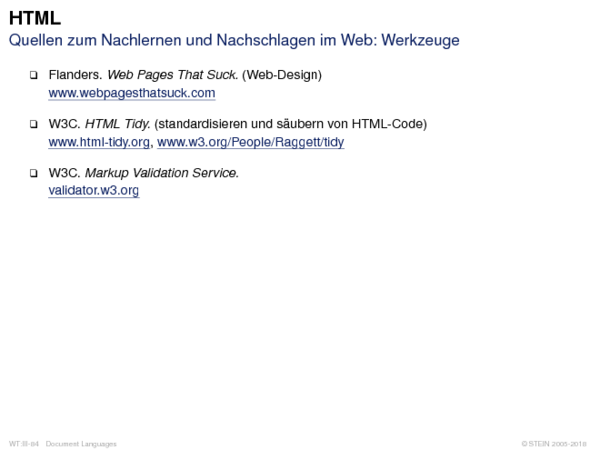 HTML
Quellen zum Nachlernen und Nachschlagen im Web: Werkzeuge
❑ Flanders. Web Pages That Suck. (Web-Design)
www.webpagesthatsuck.com
❑ W3C. HTML Tidy. (standardisieren und säubern von HTML-Code)
www.html-tidy.org, www.w3.org/People/Raggett/tidy
❑ W3C. Markup Validation Service.
validator.w3.org
WT:III-94 Document Languages
© STEIN 2005-2018